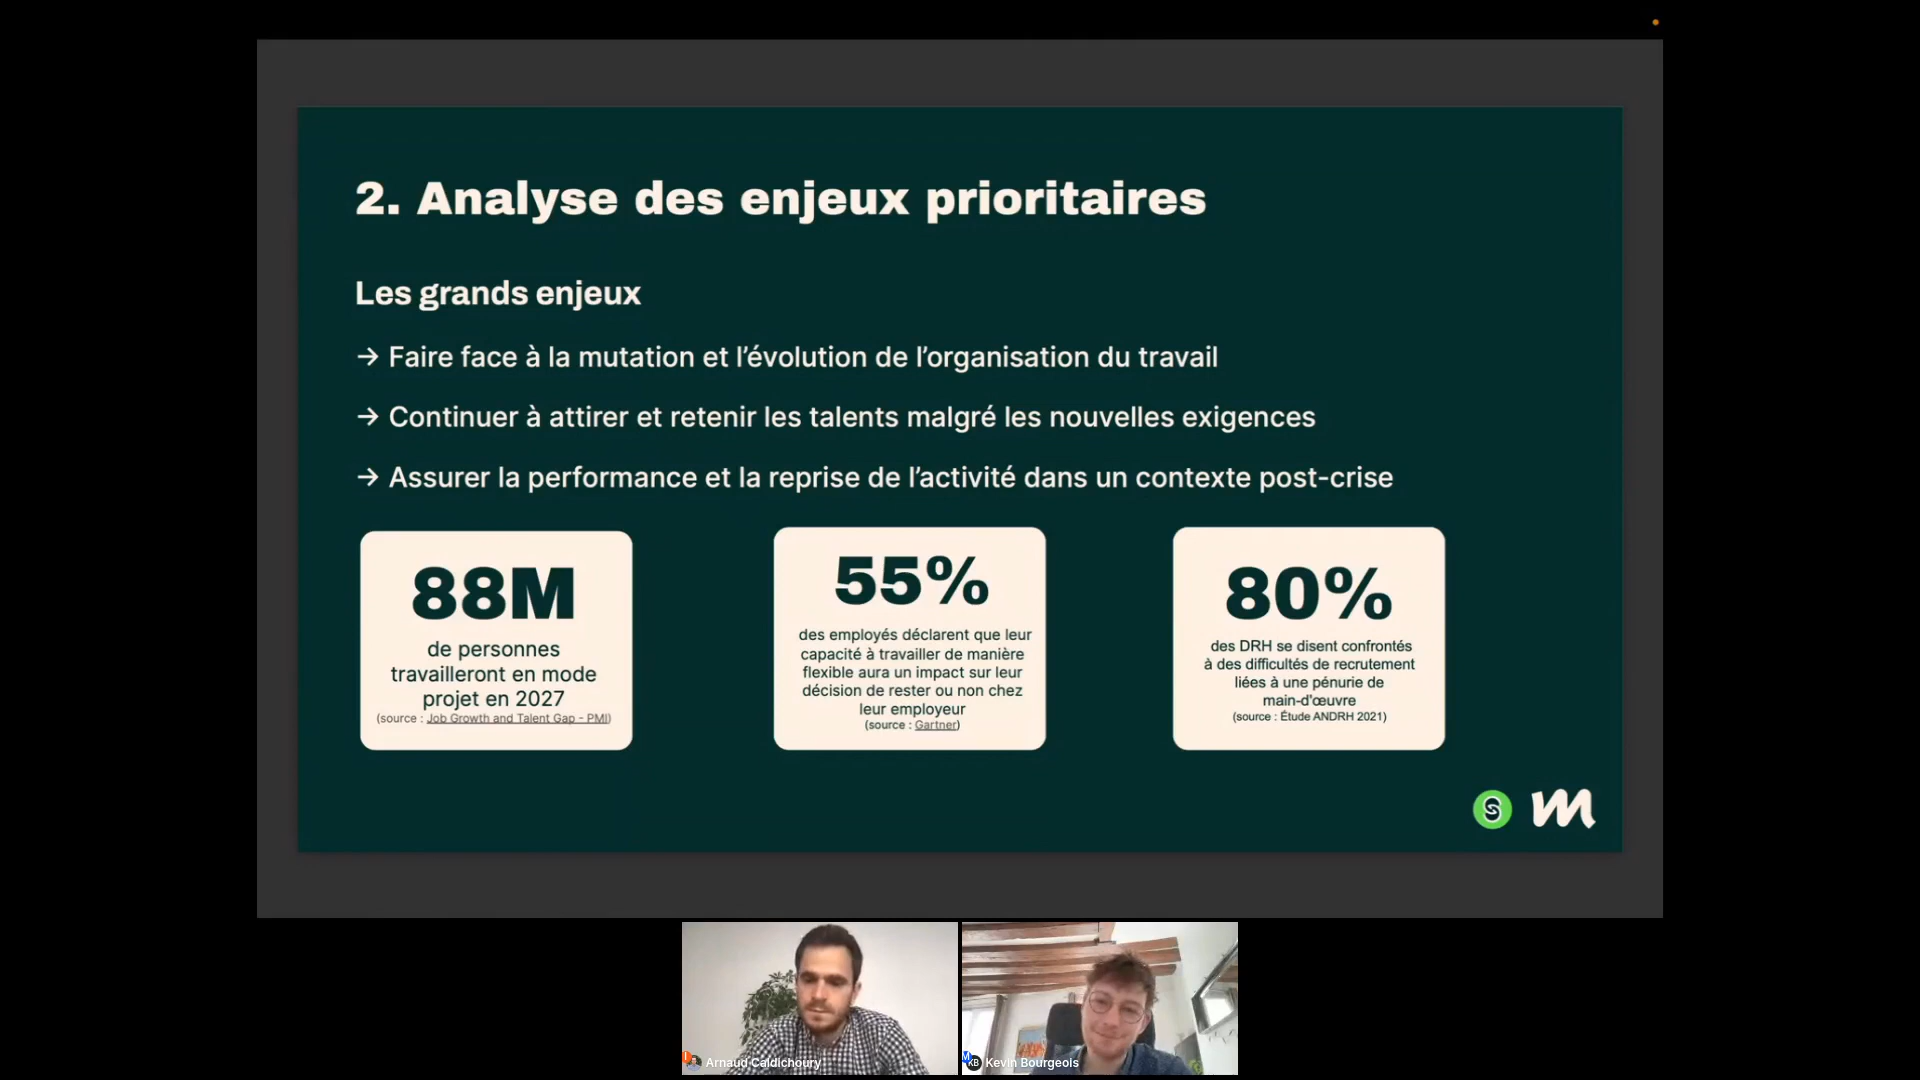 2. Analyse des enjeux prioritaires
Les grands enjeux
→ Faire face à la mutation et l’évolution de l’organisation du travail
→ Continuer à attirer et retenir les talents malgré les nouvelles exigences
→ Assurer la performance et la reprise de l’activité dans un contexte post-crise
88M
de personnes
travailleront en mode
projet en 2027
(source : Job Growth and Talent Gap - PMI)
55%
des employés déclarent que leur
capacité à travailler de manière
flexible aura un impact sur leur
décision de rester ou non chez
leur employeur
(source : Gartner)
80%
des DRH se disent confrontés
à des difficultés de recrutement
liées à une pénurie de
main-d'œuvre
(source : Étude ANDRH 2021)
S m
Arnaud Caldichoury
KB Kevin Bourgeois